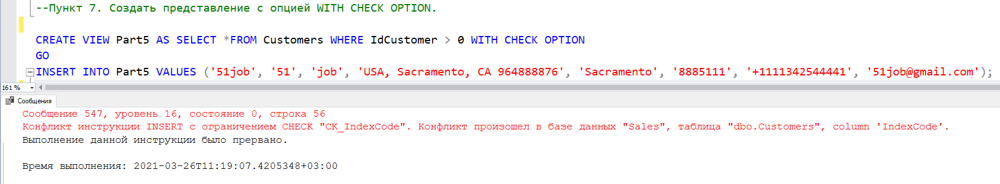 --Пункт 7. Создать представление с опцией WITH CHECK OPTION.
CREATE VIEW Part5 AS SELECT *FROM Customers WHERE IdCustomer > 0 WITH CHECK OPTION
GO
INSERT INTO Part5 VALUES ('51job', '51', 'job', 'USA, Sacramento, CA 964888876', 'Sacramento', '8885111', '+1111342544441', '51job@gmail.com');
161 %
Сообщения
Сообщение 547, уровень 16, состояние 0, строка 56
Конфликт инструкции INSERT с ограничением CHECK "CK_IndexCode". Конфликт произошел в базе данных "Sales", таблица "dbo.Customers", column 'IndexCode'.
Выполнение данной инструкции было прервано.
Время выполнения: 2021-03-26T11:19:07.4205348+03:00